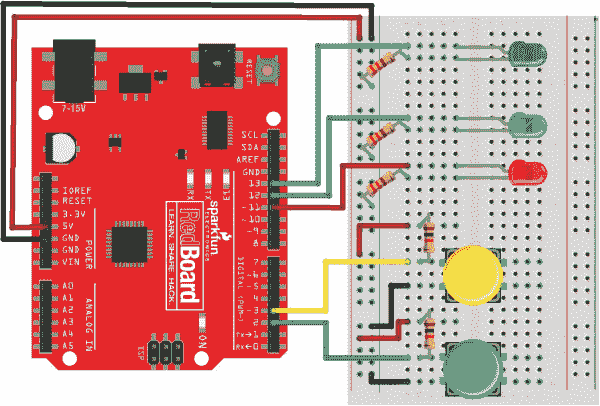 RESET
7-15V
SCL
SDA
AREF
GND
13
12
~11
~10
~9
8
IOREF
RESET
3.3V
5V
GND
GND
VIN
POWER
RX
TX
13
sparkfun
ELECTRONICS
RedBoard
LEARN. SHARE. HACK.
7
~6
~5
4
~3
2
TX→1
RX←0
DIGITAL (PWM~)
A0
A1
A2
A3
A4
A5
ANALOG IN
ISP
ON